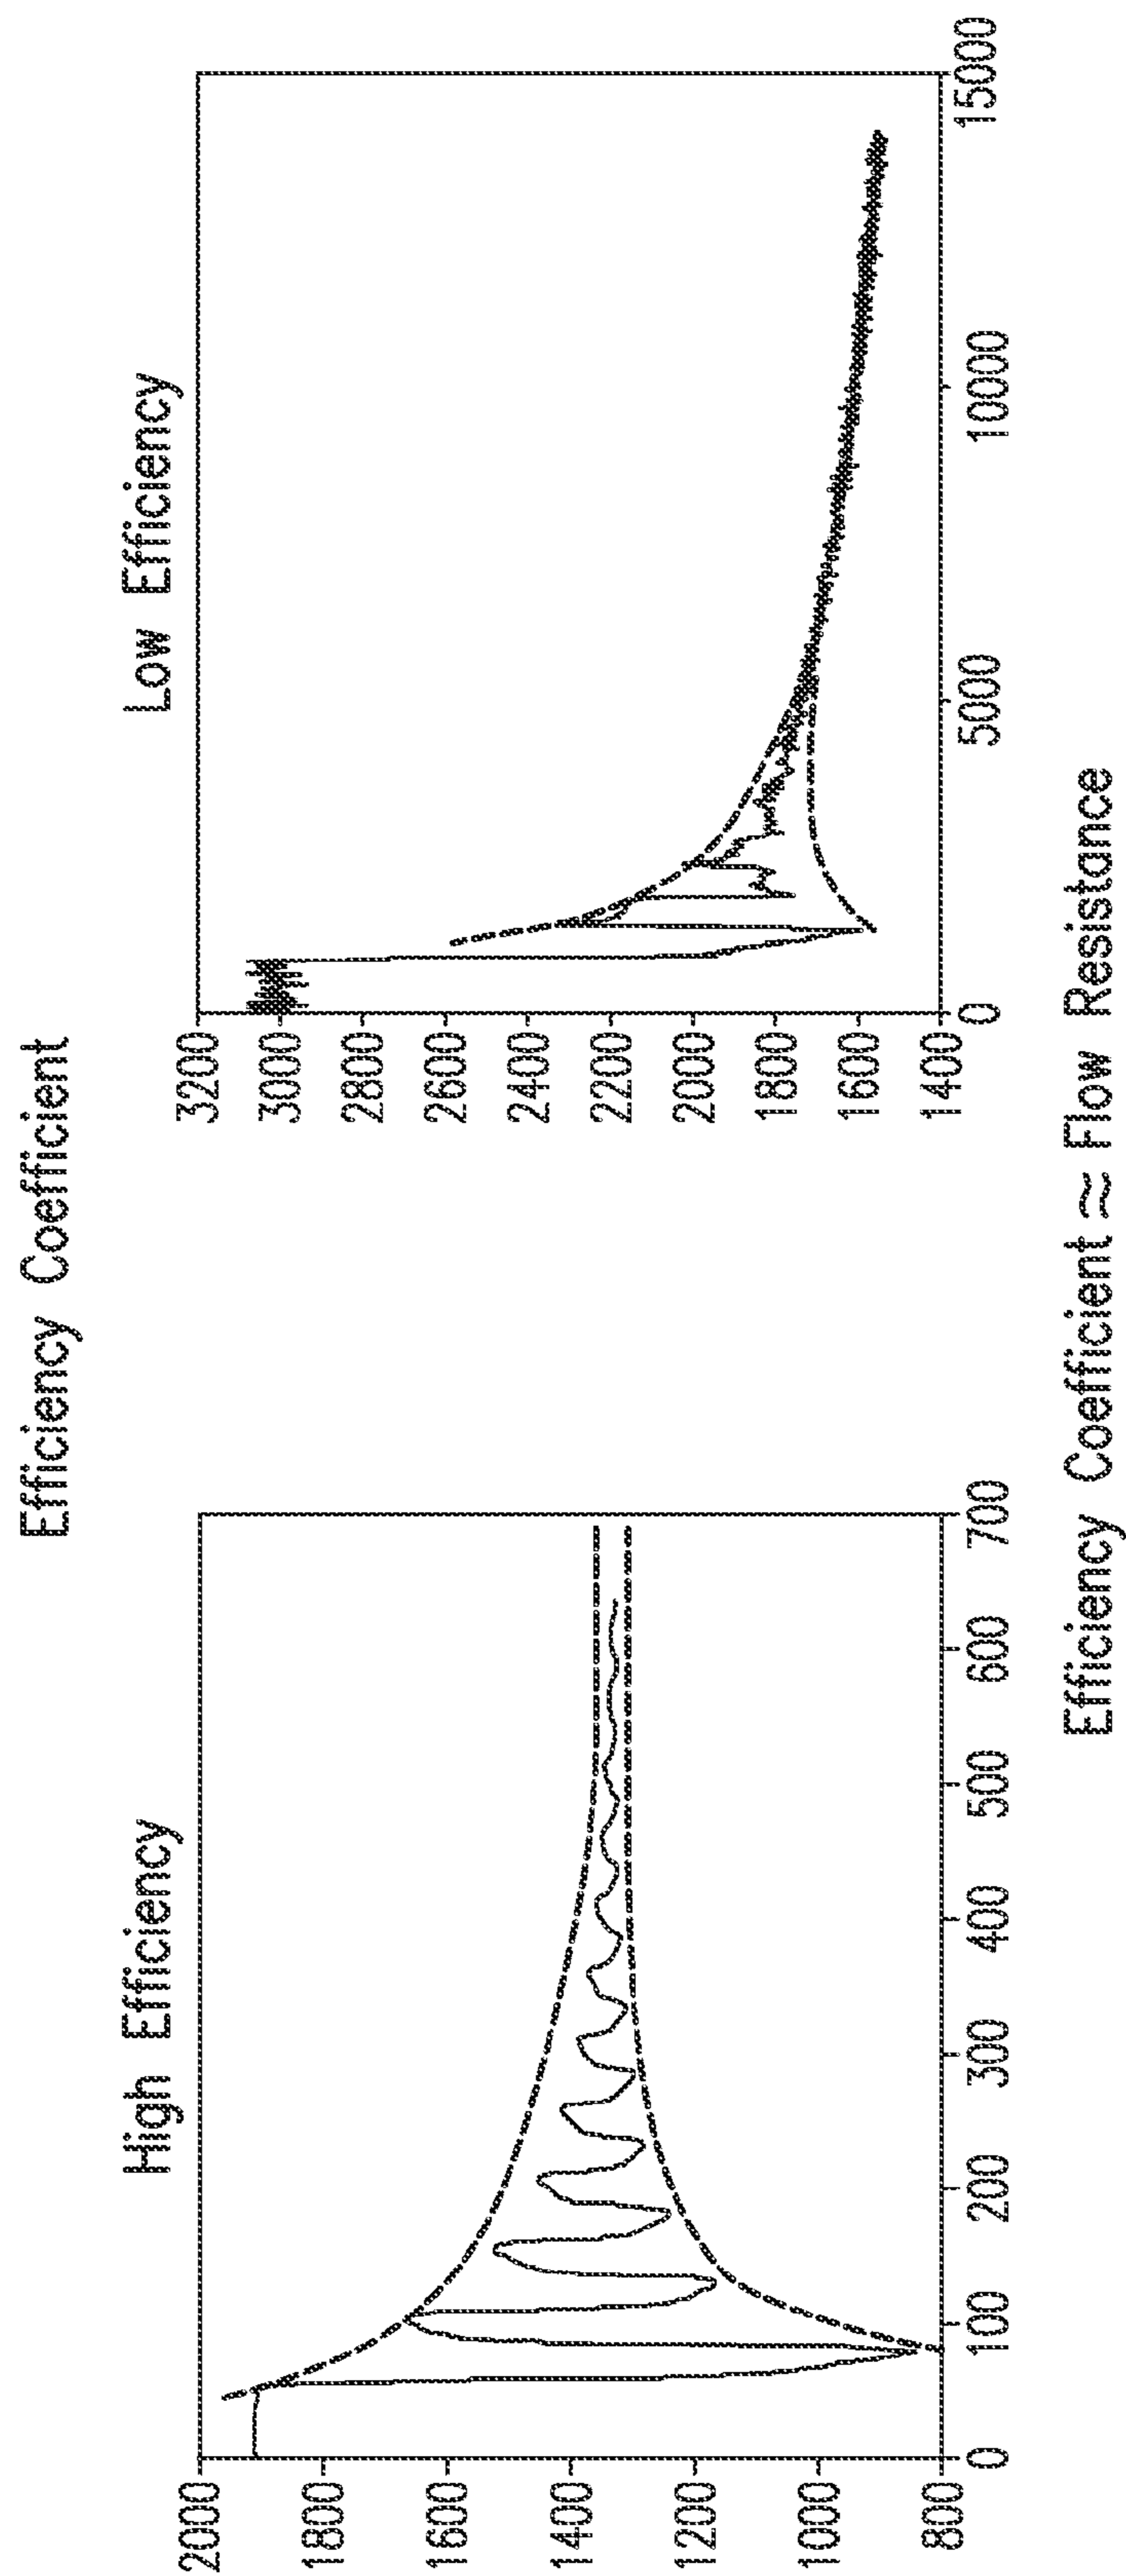 Efficiency Coefficient
High Efficiency
2000
1800
1600
1400
1200
1000
800
0 100 200 300 400 500 600 700
Low Efficiency
3200
3000
2800
2600
2400
2200
2000
1800
1600
1400
0 5000 10000 15000
Efficiency Coefficient ≈ Flow Resistance